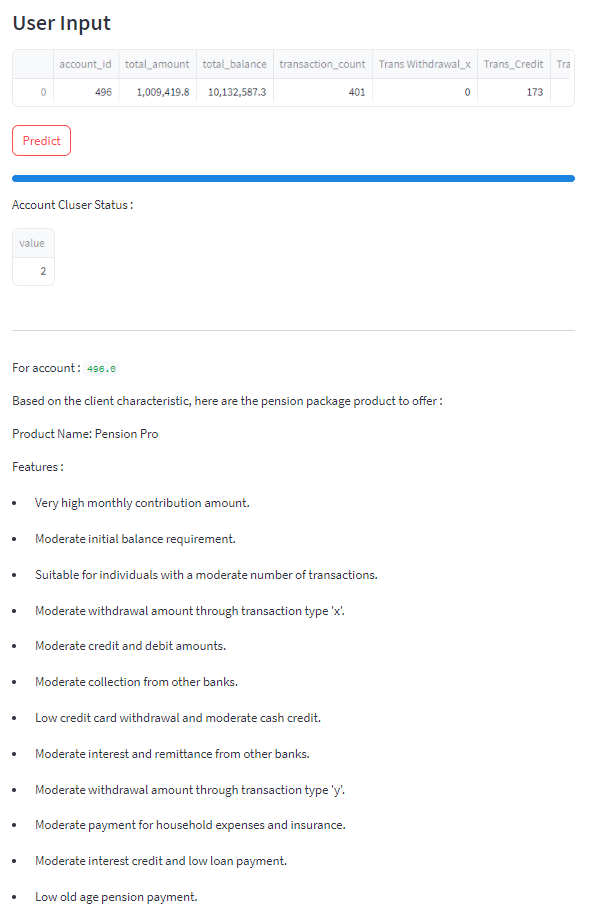 User Input
account_id total_amount total_balance transaction_count Trans Withdrawal_x Trans_Credit Tra
0 496 1,009,419.8 10,132,587.3 401 0 173
Predict
Account Cluser Status :
value
2
For account : 496.0
Based on the client characteristic, here are the pension package product to offer :
Product Name: Pension Pro
Features :
• Very high monthly contribution amount.
• Moderate initial balance requirement.
• Suitable for individuals with a moderate number of transactions.
• Moderate withdrawal amount through transaction type 'x'.
• Moderate credit and debit amounts.
• Moderate collection from other banks.
• Low credit card withdrawal and moderate cash credit.
• Moderate interest and remittance from other banks.
• Moderate withdrawal amount through transaction type 'y'.
• Moderate payment for household expenses and insurance.
• Moderate interest credit and low loan payment.
• Low old age pension payment.